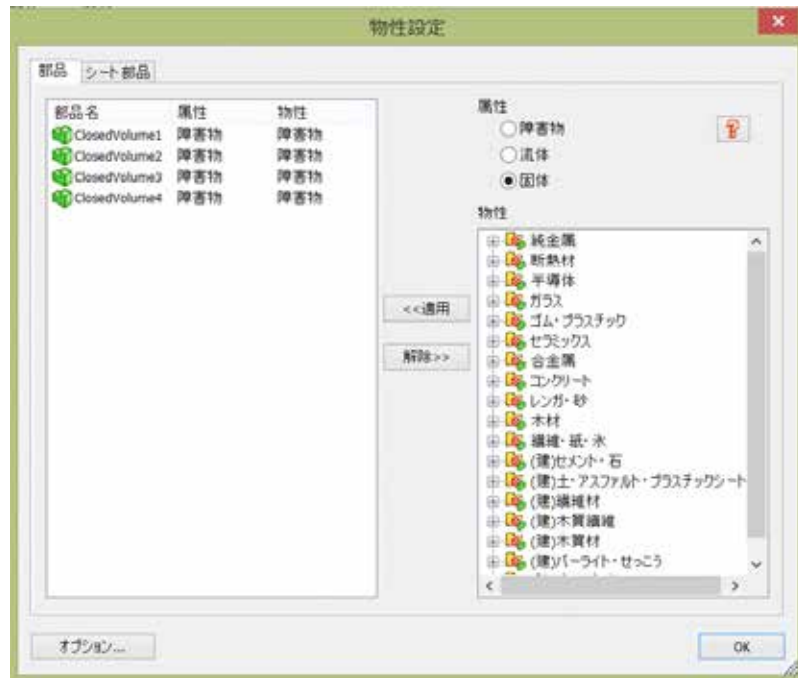 物性設定
部品 シート部品
部品名 属性 物性
ClosedVolume1 障害物 障害物
ClosedVolume2 障害物 障害物
ClosedVolume3 障害物 障害物
ClosedVolume4 障害物 障害物
<<適用
解除>>
属性
障害物
流体
固体
物性
純金属
断熱材
半導体
ガラス
ゴム・プラスチック
セラミックス
合金属
コンクリート
レンガ・砂
木材
繊維・紙・氷
(建)セメント・石
(建)土・アスファルト・プラスチックシート
(建)繊維材
(建)木質繊維
(建)木質材
(建)パーライト・せっこう
オプション...
OK